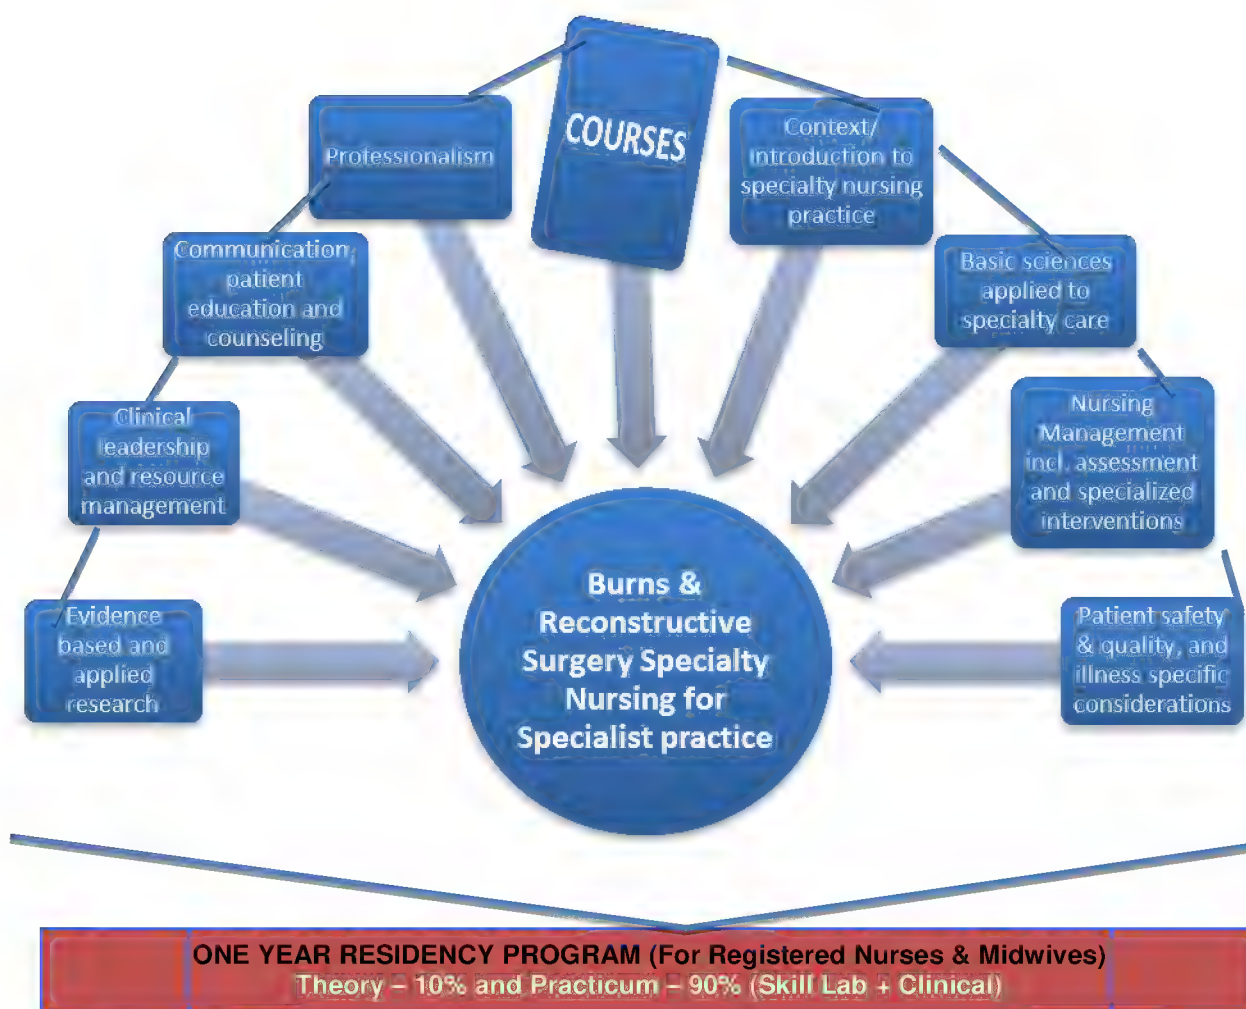 COURSES
Professionalism
Context/
introduction to
specialty nursing
practice
Communication,
patient
education and
counseling
Basic sciences
applied to
specialty care
Clinical
leadership
and resource
management
Nursing
Management
incl. assessment
and specialized
interventions
Evidence
based and
applied
research
Patient safety
& quality, and
illness specific
considerations
Burns &
Reconstructive
Surgery Specialty
Nursing for
Specialist practice
ONE YEAR RESIDENCY PROGRAM (For Registered Nurses & Midwives)
Theory – 10% and Practicum – 90% (Skill Lab + Clinical)